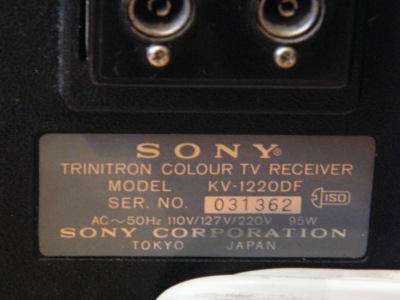 SONY®
TRINITRON COLOUR TV RECEIVER
MODEL KV-1220DF
SER. NO. 031362 ISO
AC~50Hz 110V/127V/220V 95W
SONY CORPORATION
TOKYO JAPAN